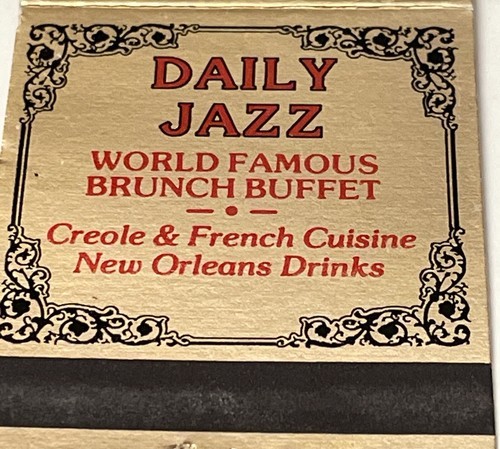 DAILY
JAZZ
WORLD FAMOUS
BRUNCH BUFFET
Creole & French Cuisine
New Orleans Drinks